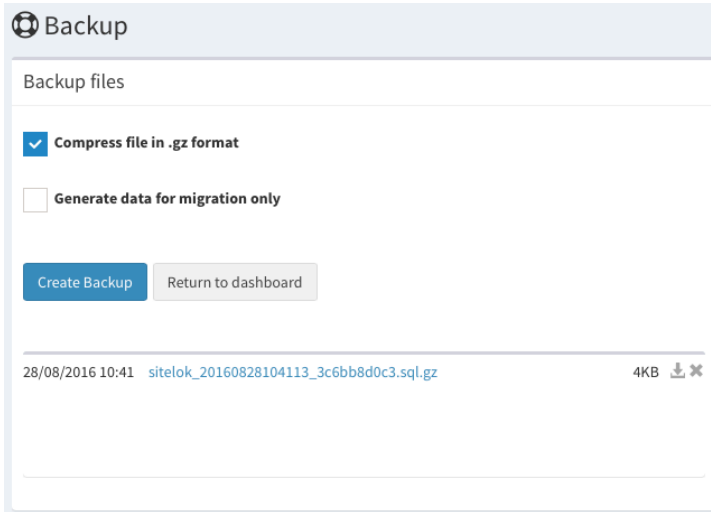 Backup
Backup files
Compress file in .gz format
Generate data for migration only
Create Backup Return to dashboard
28/08/2016 10:41 sitelok_20160828104113_3c6bb8d0c3.sql.gz 4KB